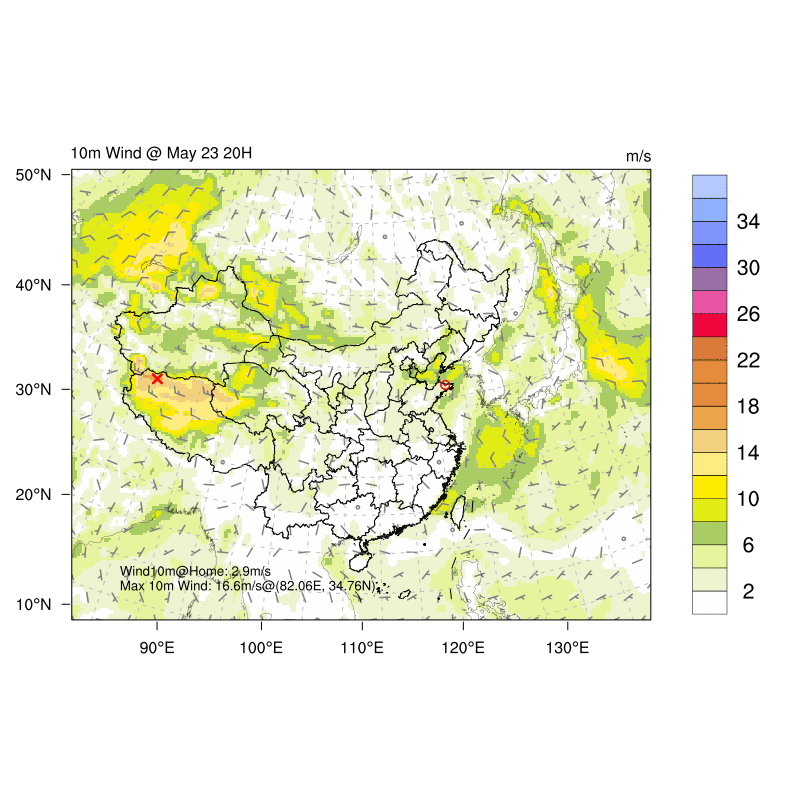 10m Wind @ May 23 20H
m/s
50°N
40°N
30°N
20°N
10°N
34
30
26
22
18
14
10
6
2
Wind10m@Home: 2.9m/s
Max 10m Wind: 16.6m/s@(82.06E, 34.76N)
90°E
100°E
110°E
120°E
130°E